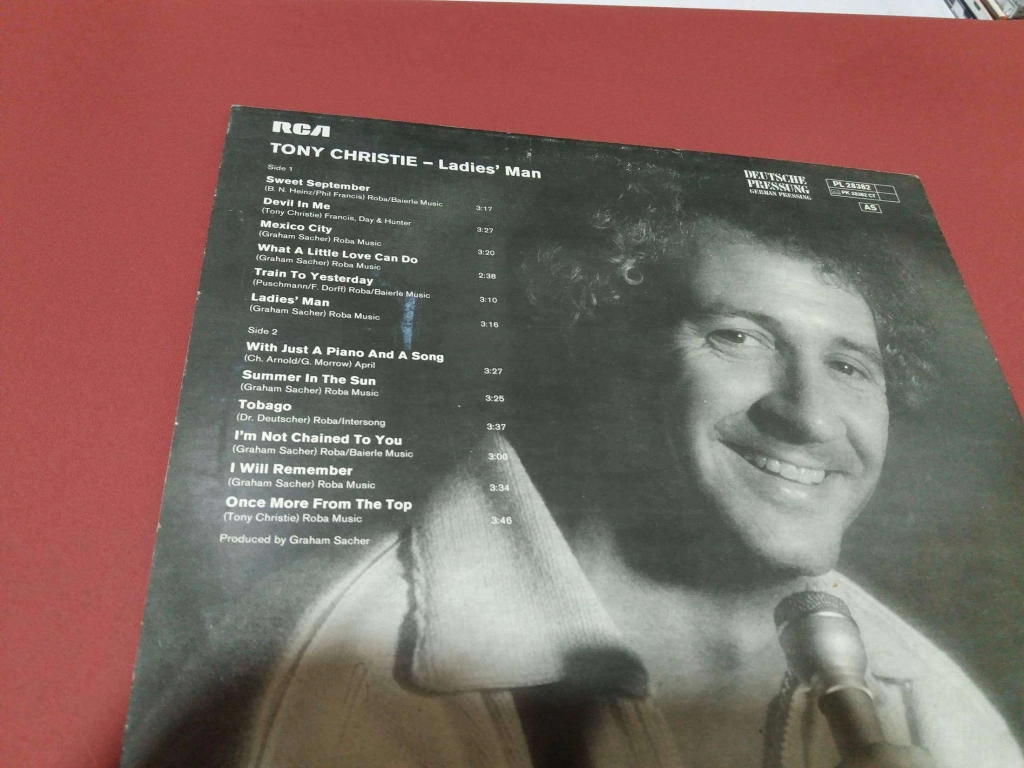 RCA
TONY CHRISTIE – Ladies' Man
DEUTSCHE
PRESSUNG
GERMAN PRESSING
PL 28382
PK 28382 CT
AS
Side 1
Sweet September
(B. N. Heinz/Phil Francis) Roba/Baierle Music 3:17
Devil In Me
(Tony Christie) Francis, Day & Hunter 3:27
Mexico City
(Graham Sacher) Roba Music 3:20
What A Little Love Can Do
(Graham Sacher) Roba Music 2:38
Train To Yesterday
(Puschmann/F. Dorff) Roba/Baierle Music 3:10
Ladies' Man
(Graham Sacher) Roba Music 3:16
Side 2
With Just A Piano And A Song
(Ch. Arnold/G. Morrow) April 3:27
Summer In The Sun
(Graham Sacher) Roba Music 3:25
Tobago
(Dr. Deutscher) Roba/Intersong 3:37
I'm Not Chained To You
(Graham Sacher) Roba/Baierle Music 3:00
I Will Remember
(Graham Sacher) Roba Music 3:34
Once More From The Top
(Tony Christie) Roba Music 3:46
Produced by Graham Sacher